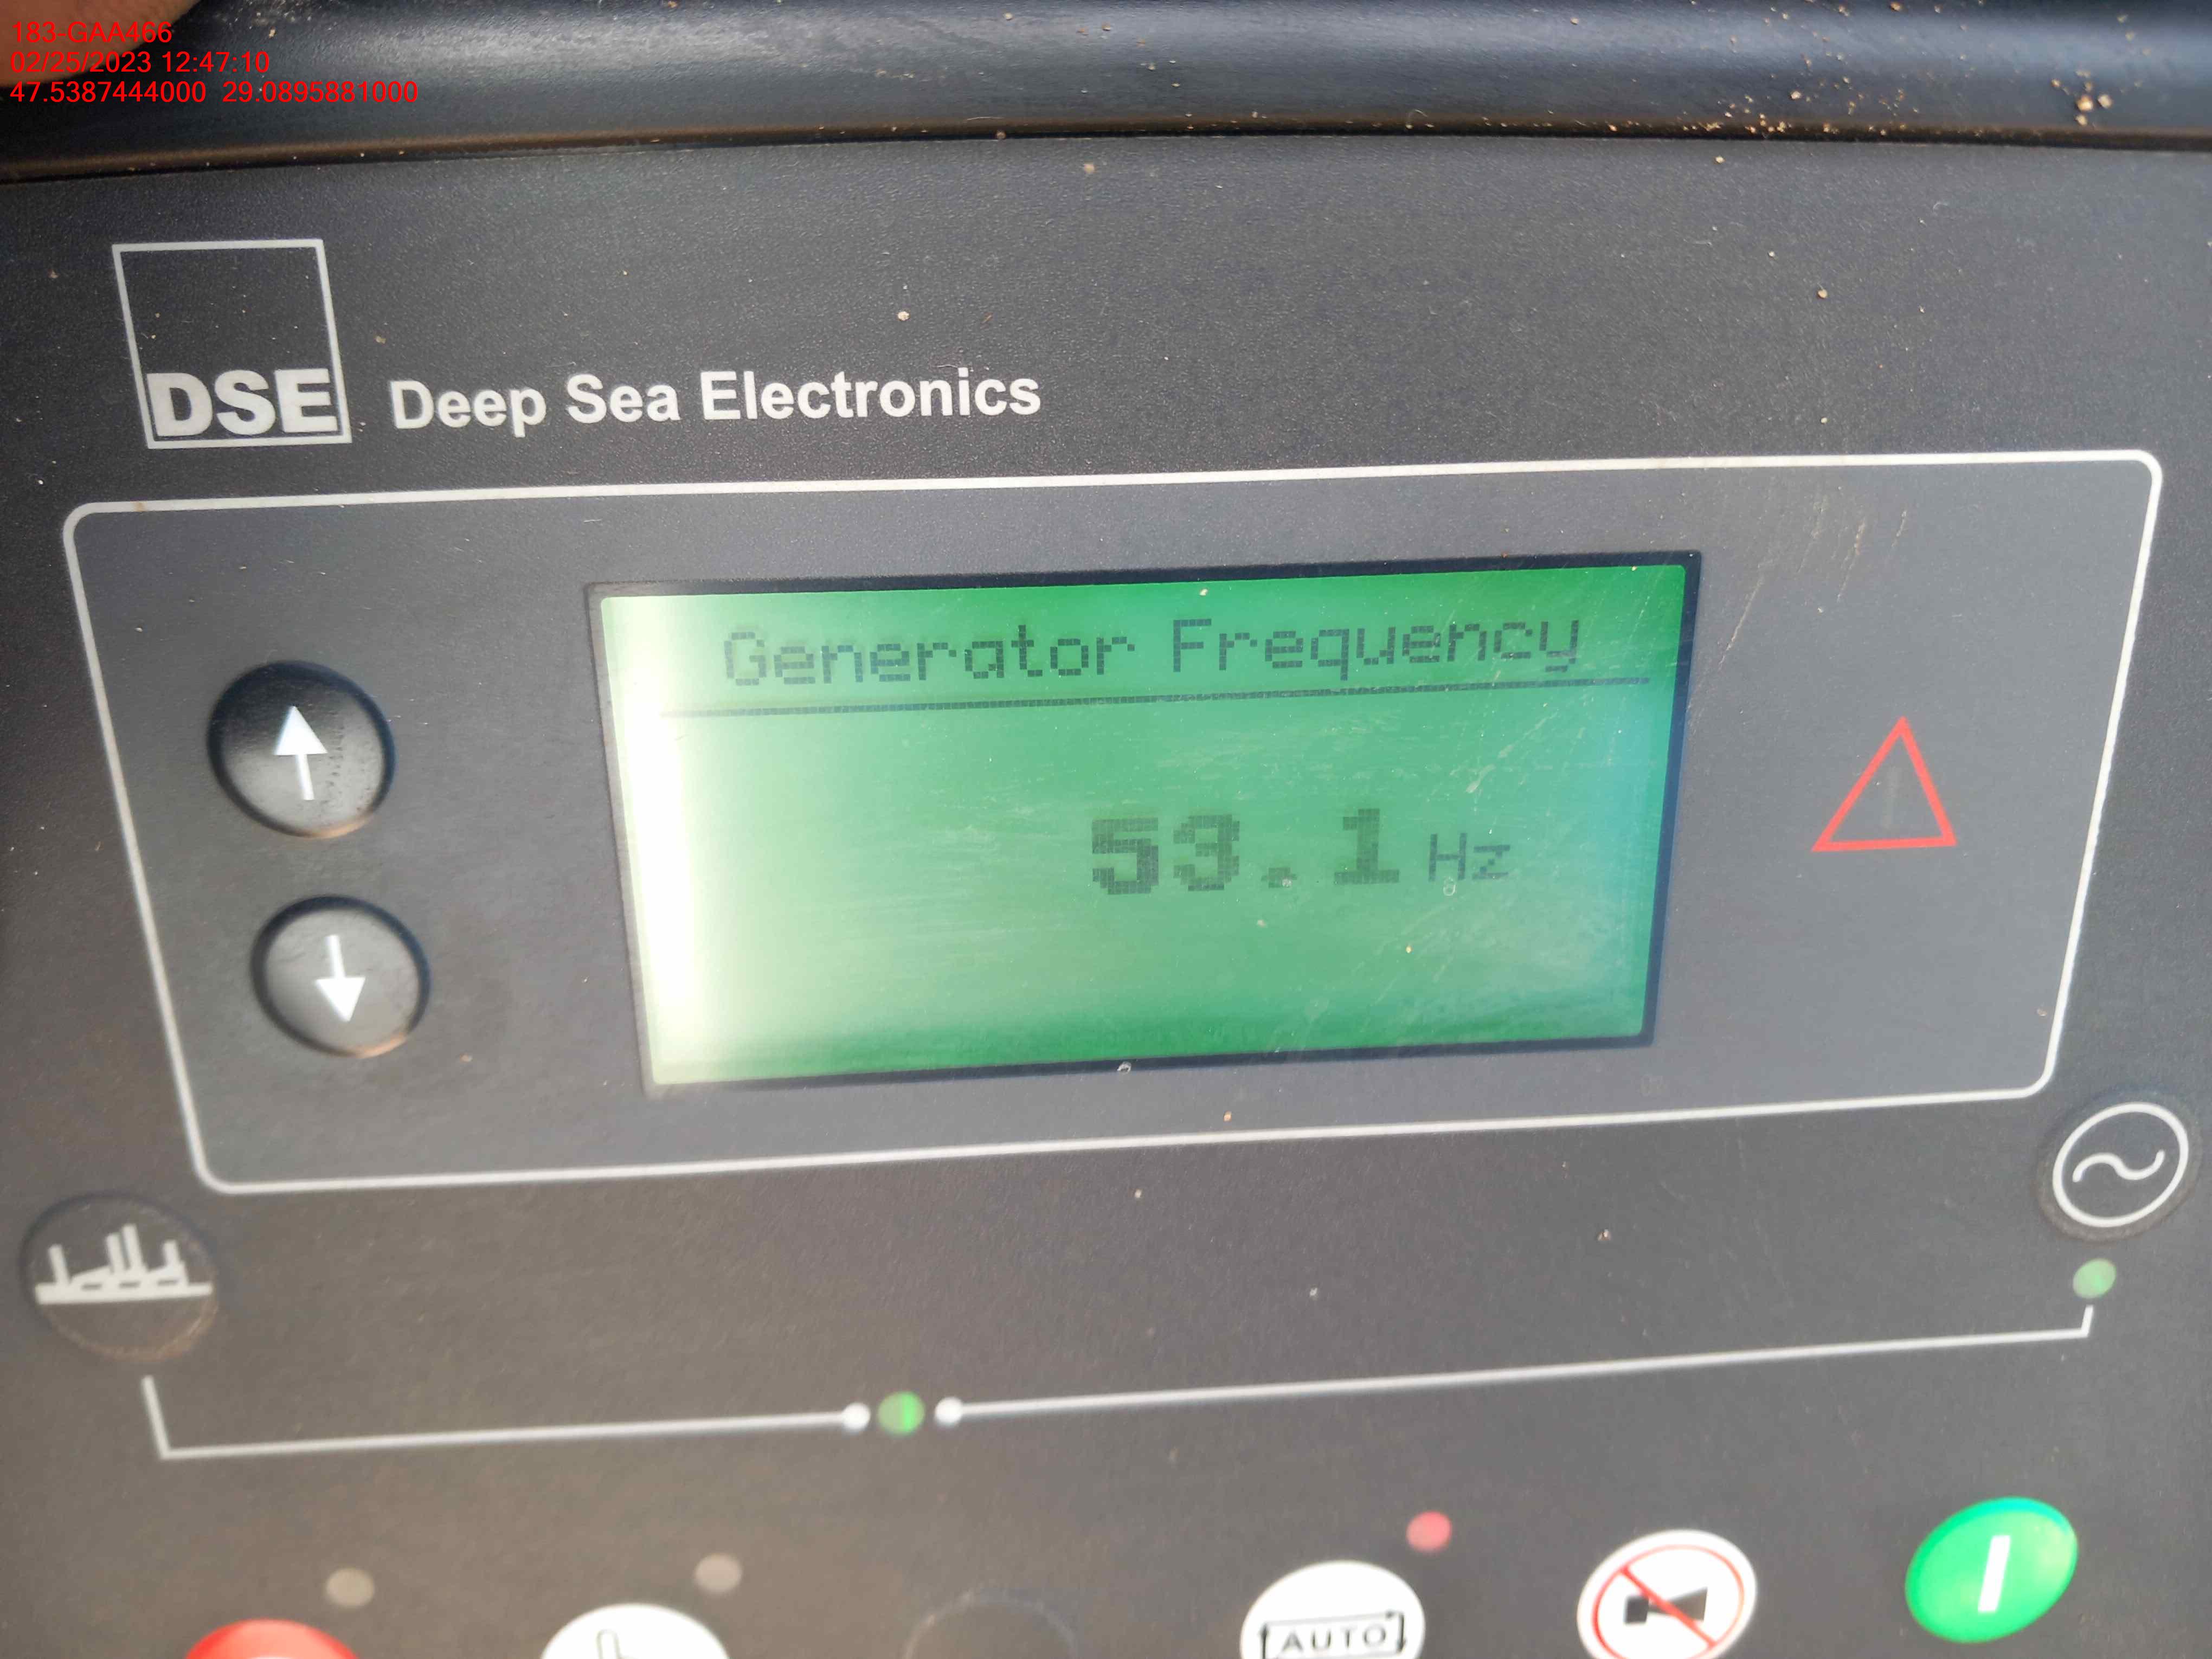 183-GAA466
02/25/2023 12:47:10
47.5387444000 29.0895881000
DSE Deep Sea Electronics
Generator Frequency
53.1 Hz
AUTO